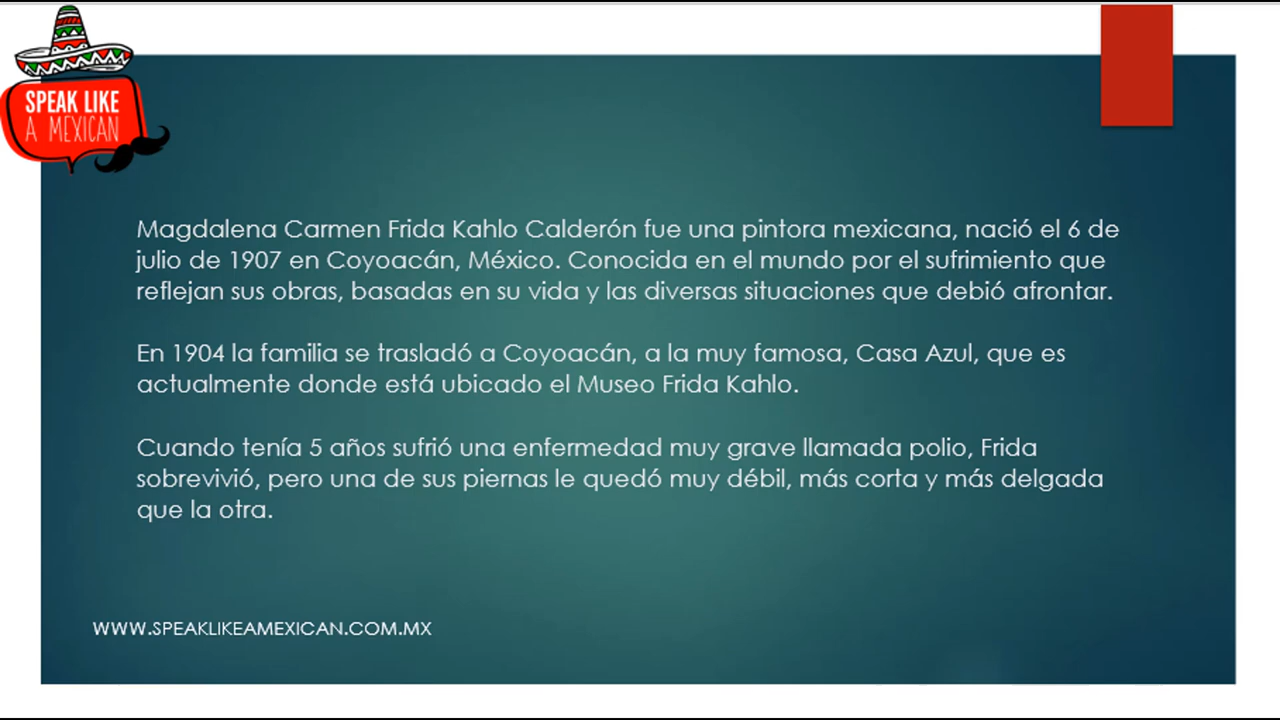 SPEAK LIKE
A MEXICAN
Magdalena Carmen Frida Kahlo Calderón fue una pintora mexicana, nació el 6 de
julio de 1907 en Coyoacán, México. Conocida en el mundo por el sufrimiento que
reflejan sus obras, basadas en su vida y las diversas situaciones que debió afrontar.
En 1904 la familia se trasladó a Coyoacán, a la muy famosa, Casa Azul, que es
actualmente donde está ubicado el Museo Frida Kahlo.
Cuando tenía 5 años sufrió una enfermedad muy grave llamada polio, Frida
sobrevivió, pero una de sus piernas le quedó muy débil, más corta y más delgada
que la otra.
WWW.SPEAKLIKEAMEXICAN.COM.MX